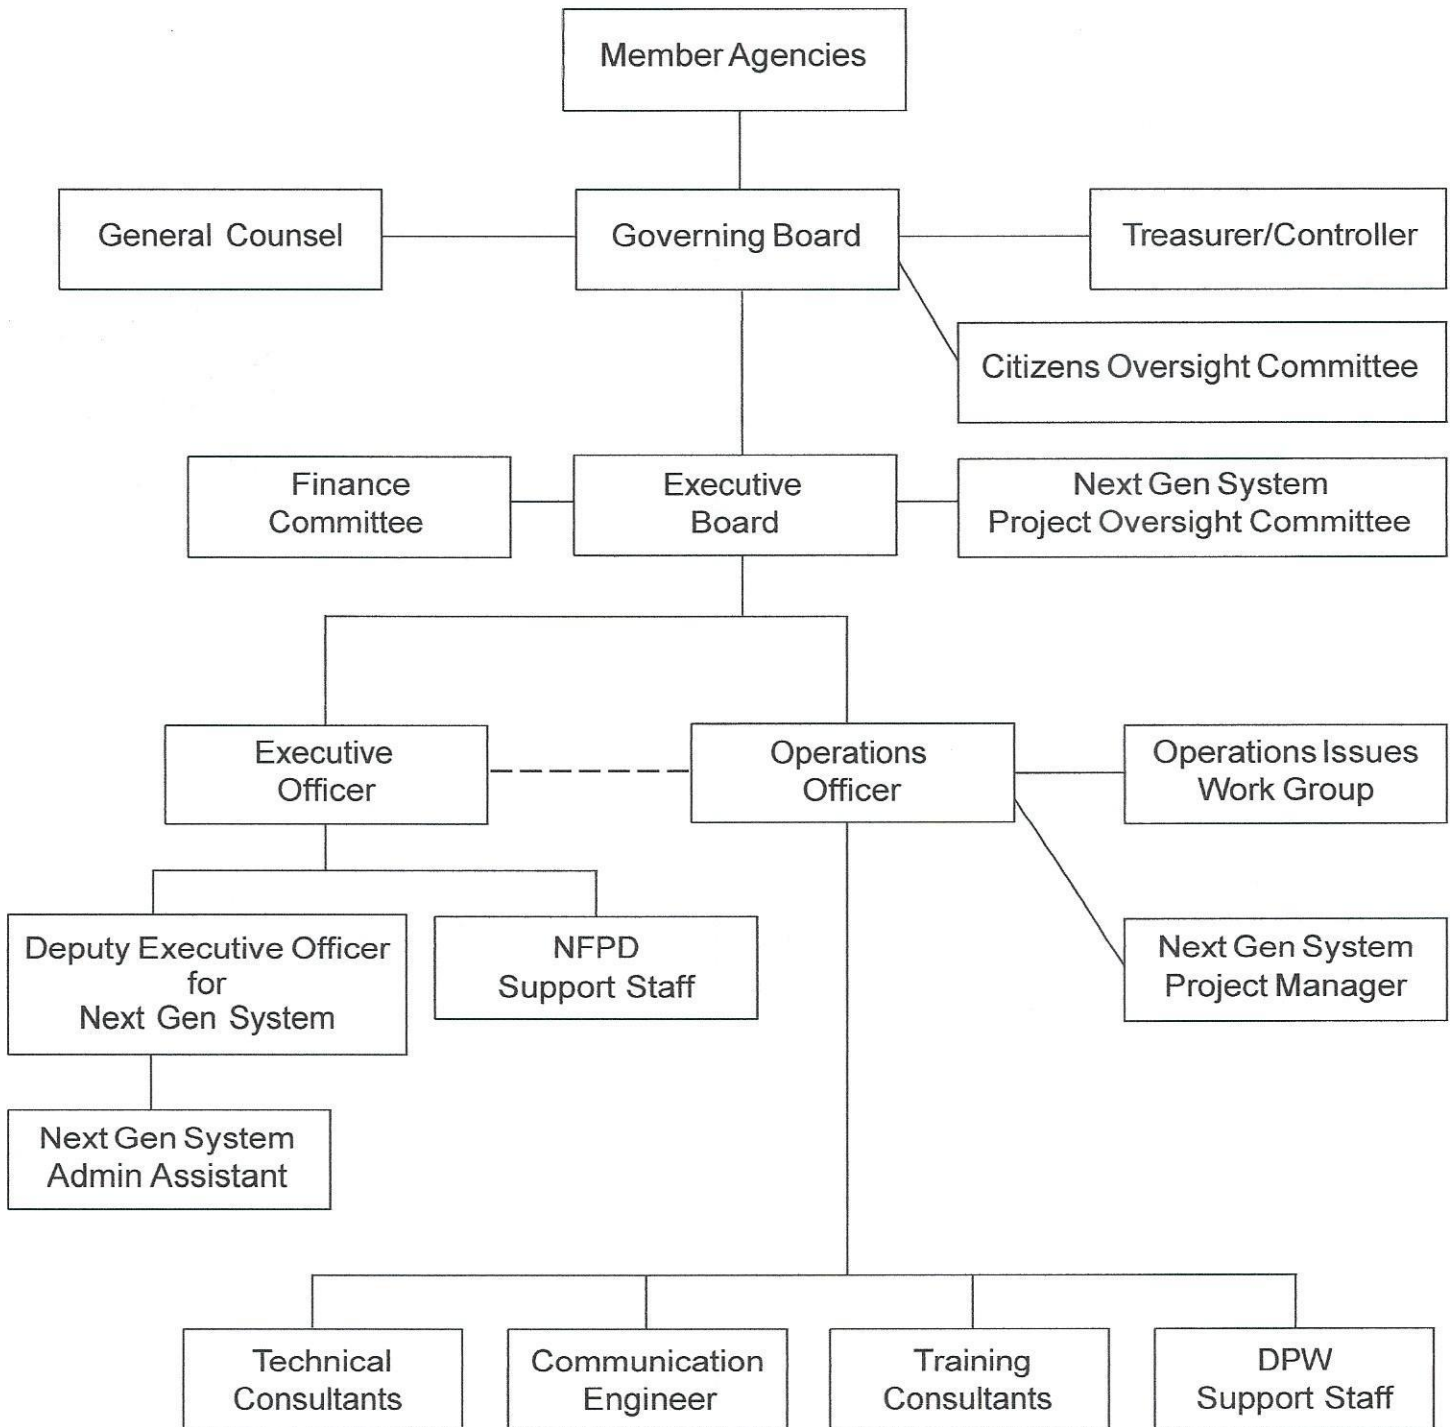 Member Agencies
General Counsel
Governing Board
Treasurer/Controller
Citizens Oversight Committee
Finance
Committee
Executive
Board
Next Gen System
Project Oversight Committee
Executive
Officer
Operations
Officer
Operations Issues
Work Group
Deputy Executive Officer
for
Next Gen System
NFPD
Support Staff
Next Gen System
Project Manager
Next Gen System
Admin Assistant
Technical
Consultants
Communication
Engineer
Training
Consultants
DPW
Support Staff